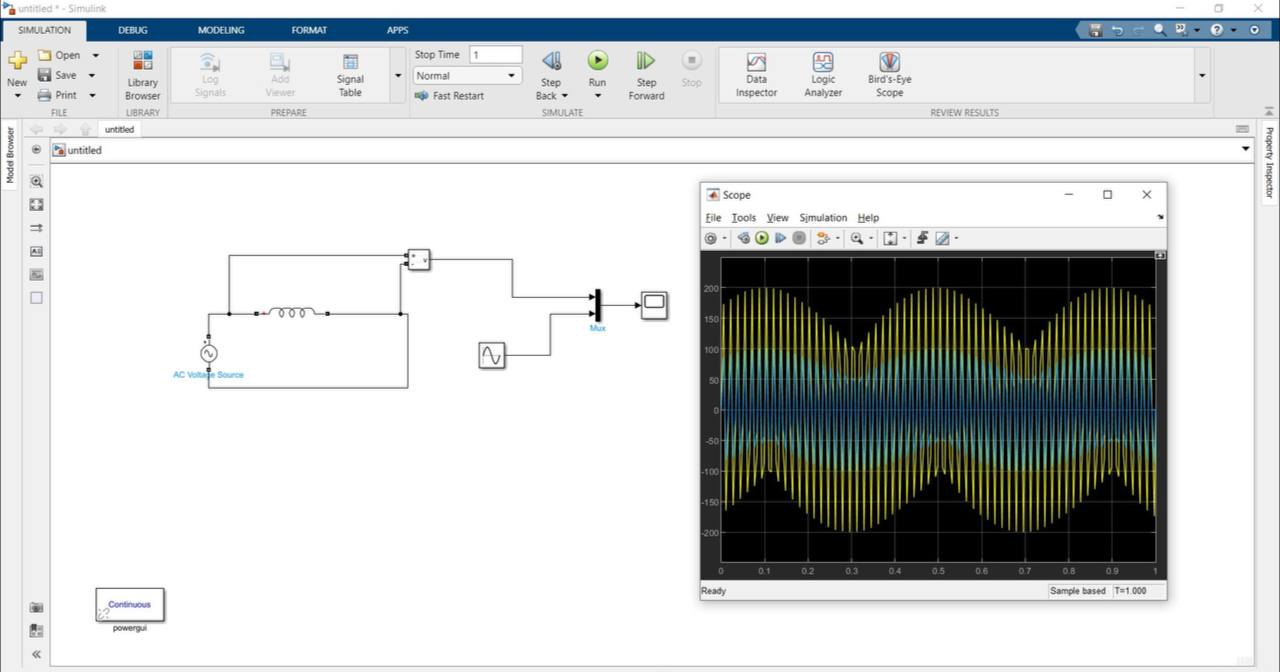 untitled * - Simulink
SIMULATION DEBUG MODELING FORMAT APPS
New
Open
Save
Print
FILE
Library Browser
LIBRARY
Log Signals
Add Viewer
Signal Table
PREPARE
Stop Time 1
Normal
Fast Restart
Step Back
Run
Step Forward
Stop
SIMULATE
Data Inspector
Logic Analyzer
Bird's-Eye Scope
REVIEW RESULTS
untitled
untitled
Model Browser
Property Inspector
AC Voltage Source
+
-
v
Mux
Continuous
powergui
Scope
File Tools View Simulation Help
200
150
100
50
0
-50
-100
-150
-200
0 0.1 0.2 0.3 0.4 0.5 0.6 0.7 0.8 0.9 1
Ready Sample based T=1.000